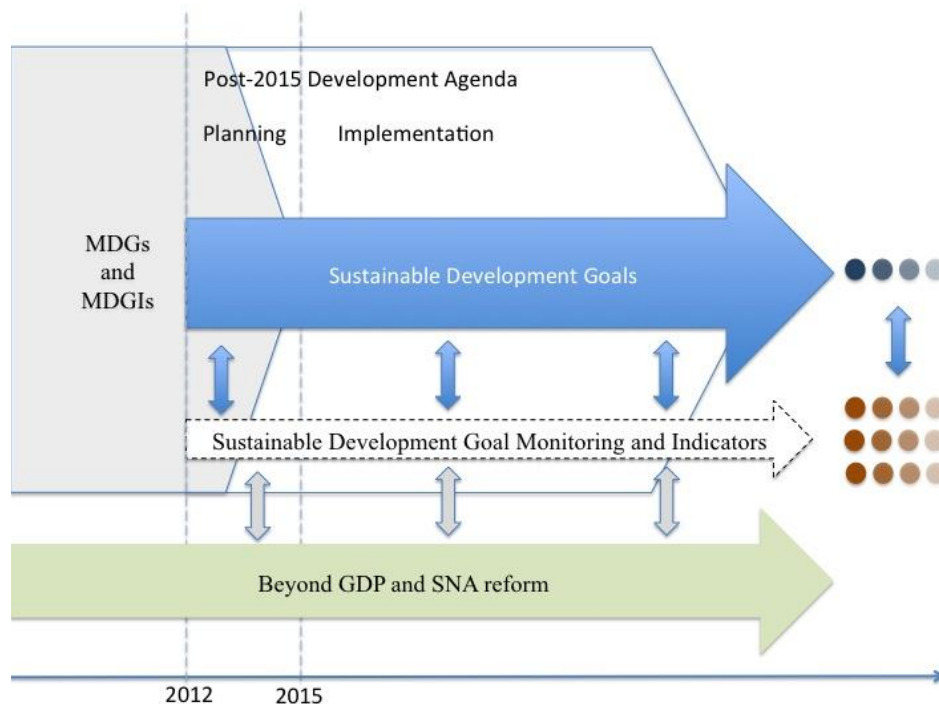 Post-2015 Development Agenda
Planning
Implementation
MDGs
and
MDGIs
Sustainable Development Goals
Sustainable Development Goal Monitoring and Indicators
Beyond GDP and SNA reform
2012
2015